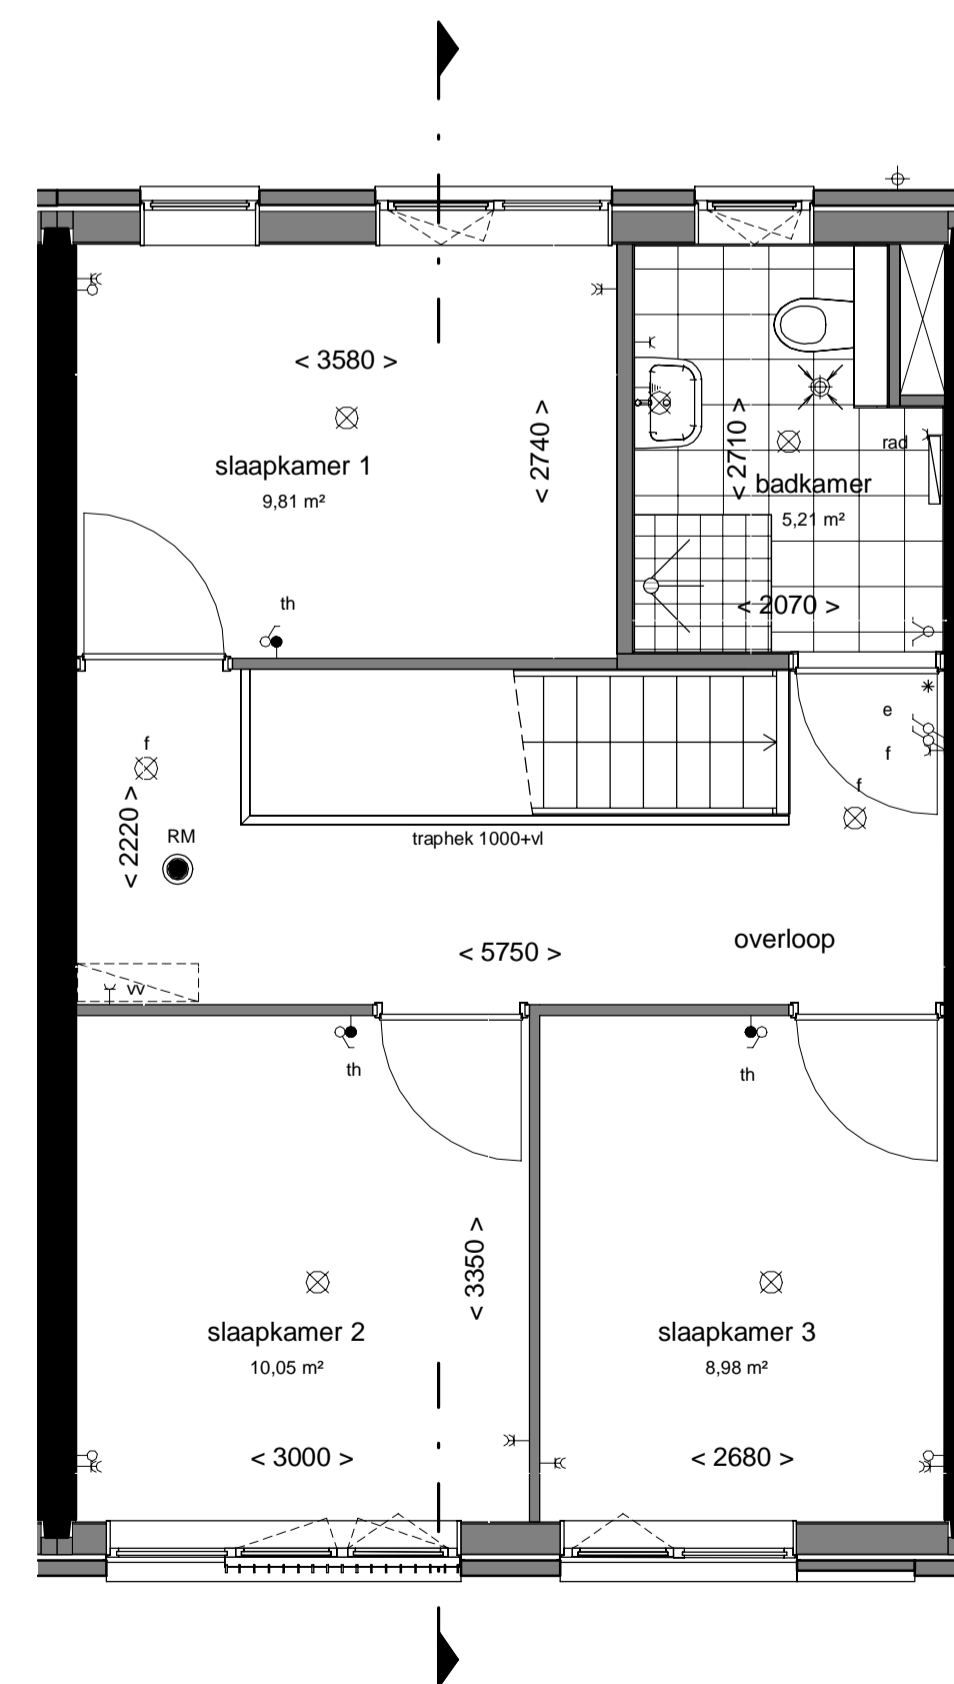 < 3580 >
< 2740 >
slaapkamer 1
9,81 m²
< 2710 >
rad
badkamer
5,21 m²
< 2070 >
th
e
f
f
f
< 2220 >
RM
traphek 1000+vl
overloop
< 5750 >
vv
th
th
< 3350 >
slaapkamer 2
10,05 m²
slaapkamer 3
8,98 m²
< 3000 >
< 2680 >